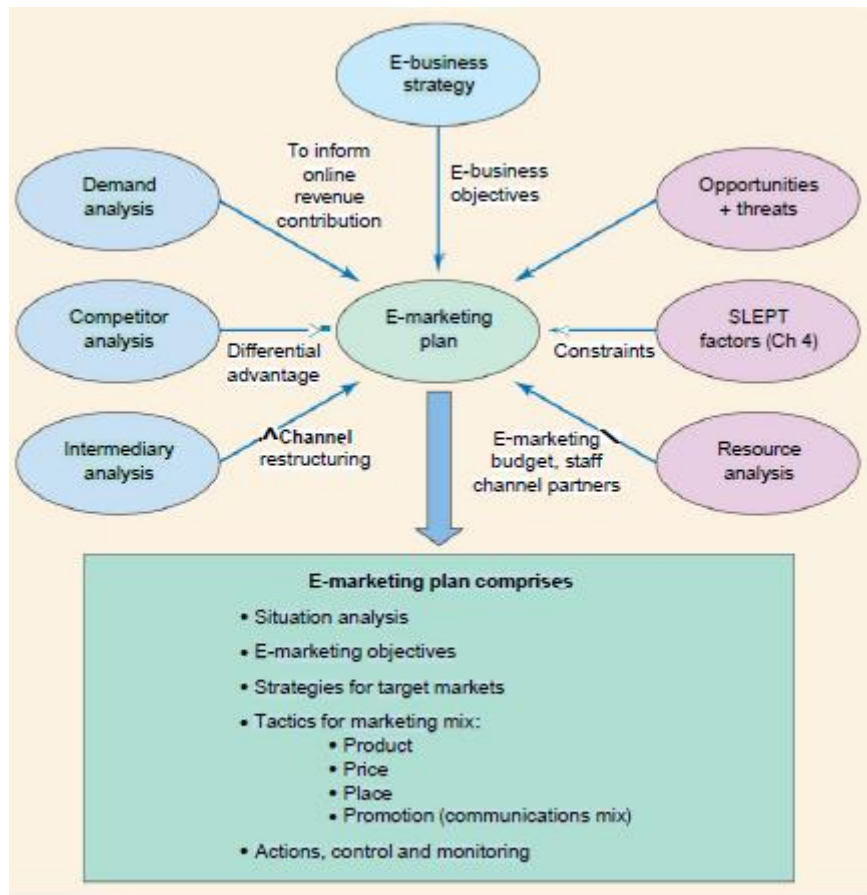 E-business
strategy
To inform
online
revenue
contribution
E-business
objectives
Demand
analysis
Opportunities
+ threats
Competitor
analysis
Differential
advantage
E-marketing
plan
Constraints
SLEPT
factors (Ch 4)
Intermediary
analysis
^Channel
restructuring
E-marketing\
budget, staff
channel partners
Resource
analysis
E-marketing plan comprises
• Situation analysis
• E-marketing objectives
• Strategies for target markets
• Tactics for marketing mix:
• Product
• Price
• Place
• Promotion (communications mix)
• Actions, control and monitoring